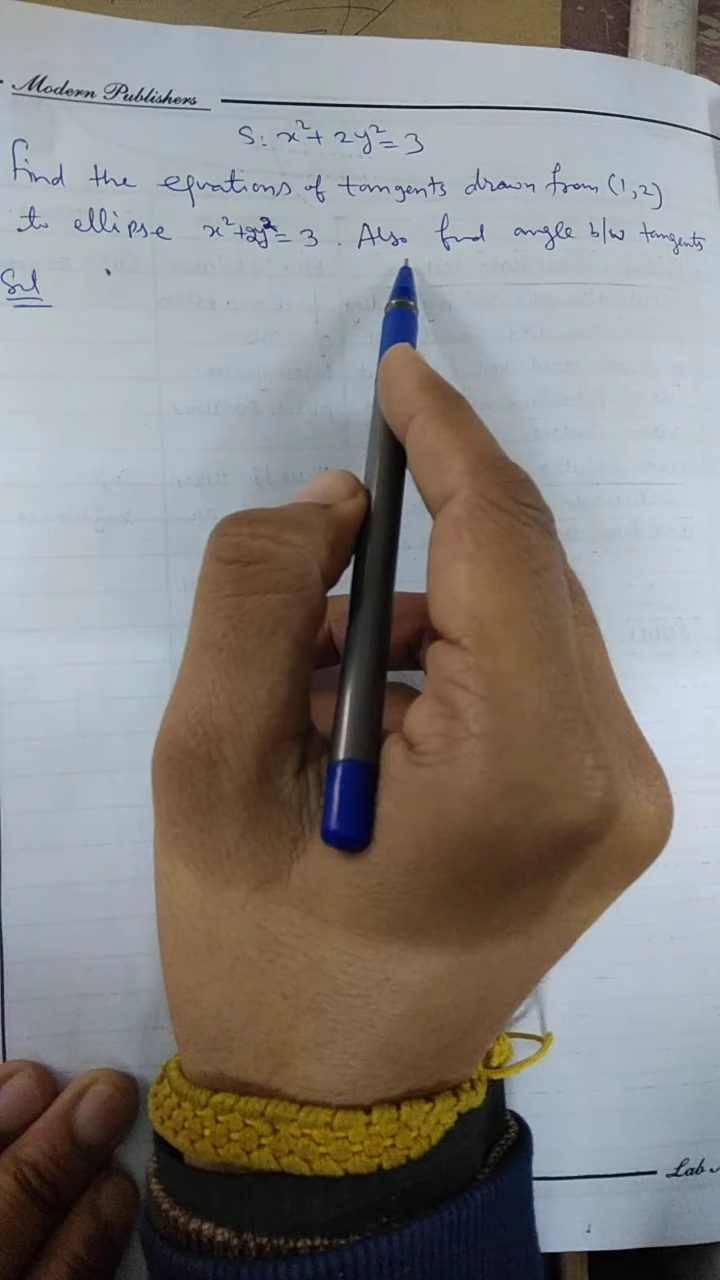 Modern Publishers
S: x²+ 2y²= 3
Find the equations of tangents drawn from (1,2)
to ellipse x²+2y²= 3 . Also find angle b/w tangents
Sol
Lab